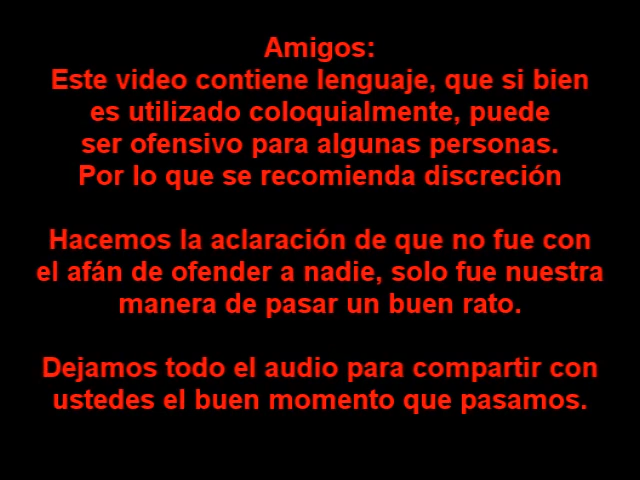 Amigos:
Este video contiene lenguaje, que si bien
es utilizado coloquialmente, puede
ser ofensivo para algunas personas.
Por lo que se recomienda discreción
Hacemos la aclaración de que no fue con
el afán de ofender a nadie, solo fue nuestra
manera de pasar un buen rato.
Dejamos todo el audio para compartir con
ustedes el buen momento que pasamos.